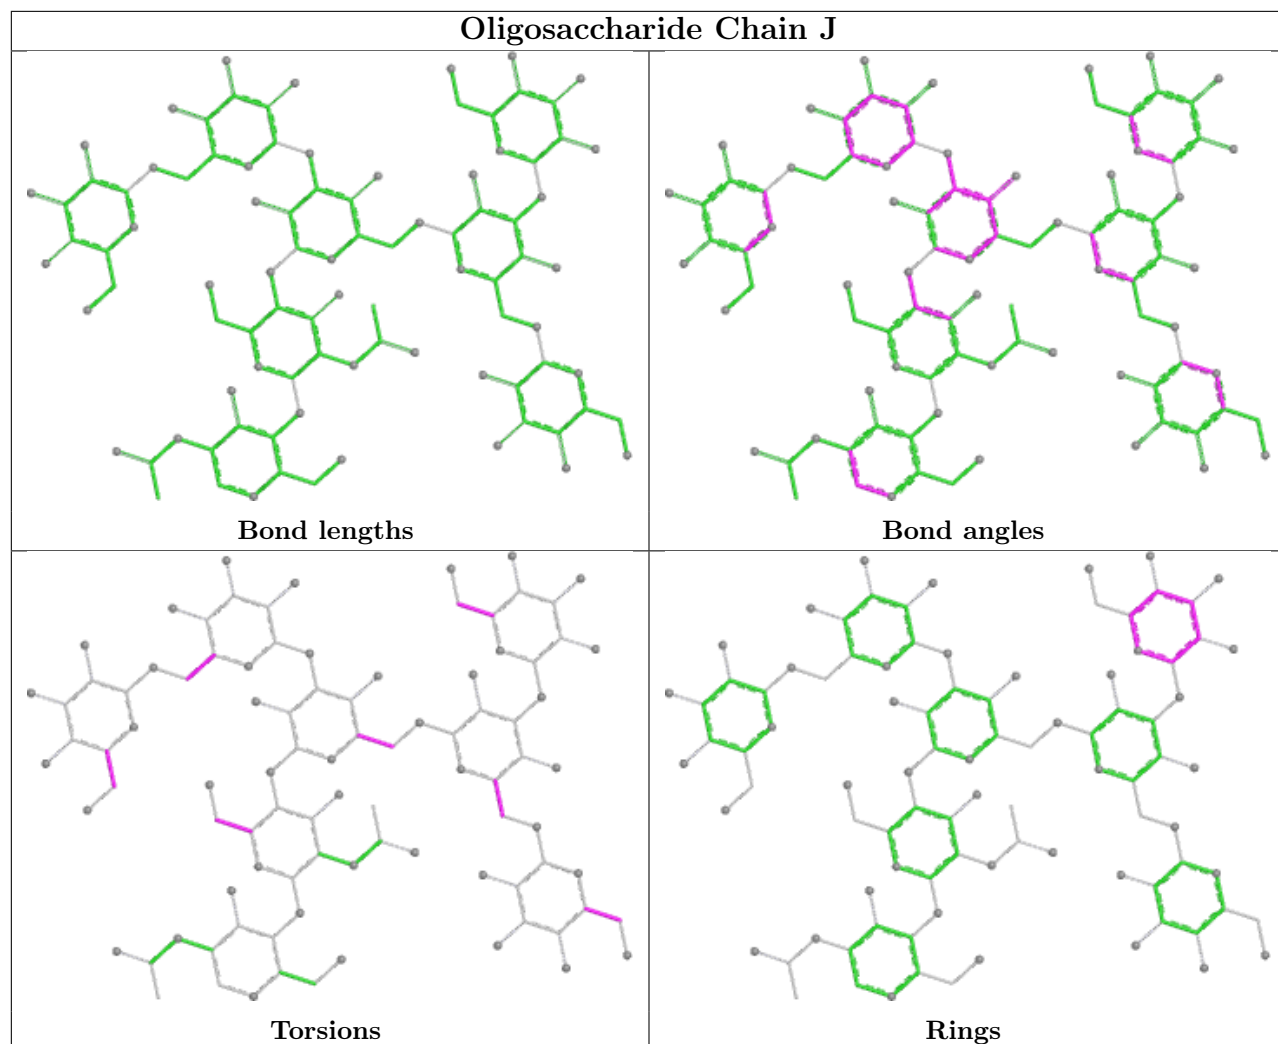 Oligosaccharide Chain J
Bond lengths
Bond angles
Torsions
Rings